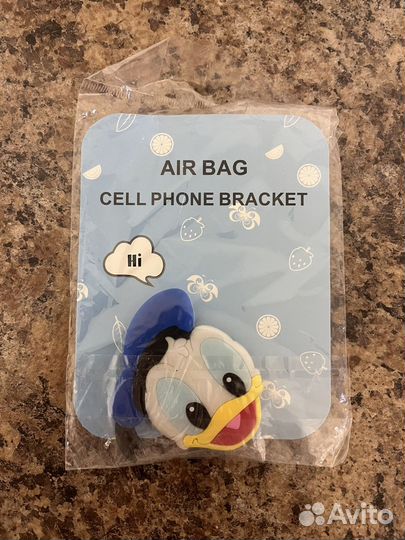 AIR BAG
CELL PHONE BRACKET
Hi
Avito